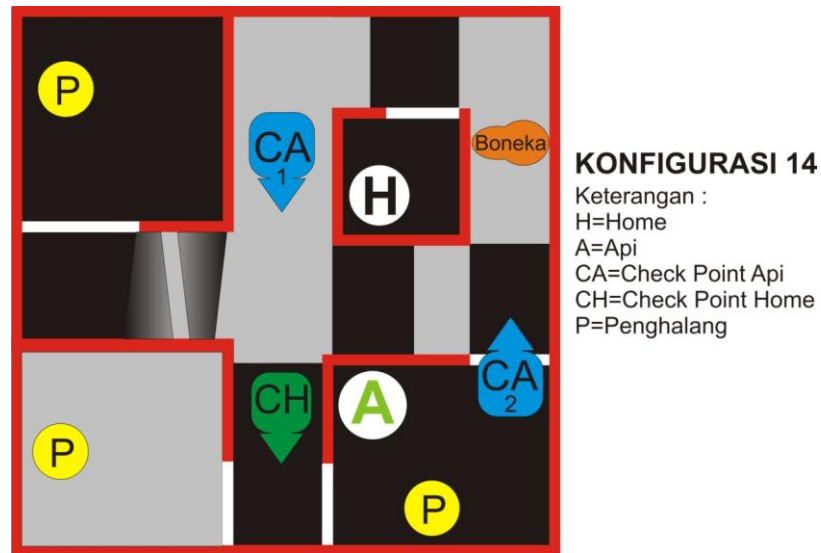 P
CA
1
Boneka
H
CH
A
CA
2
P
P
KONFIGURASI 14
Keterangan :
H=Home
A=Api
CA=Check Point Api
CH=Check Point Home
P=Penghalang